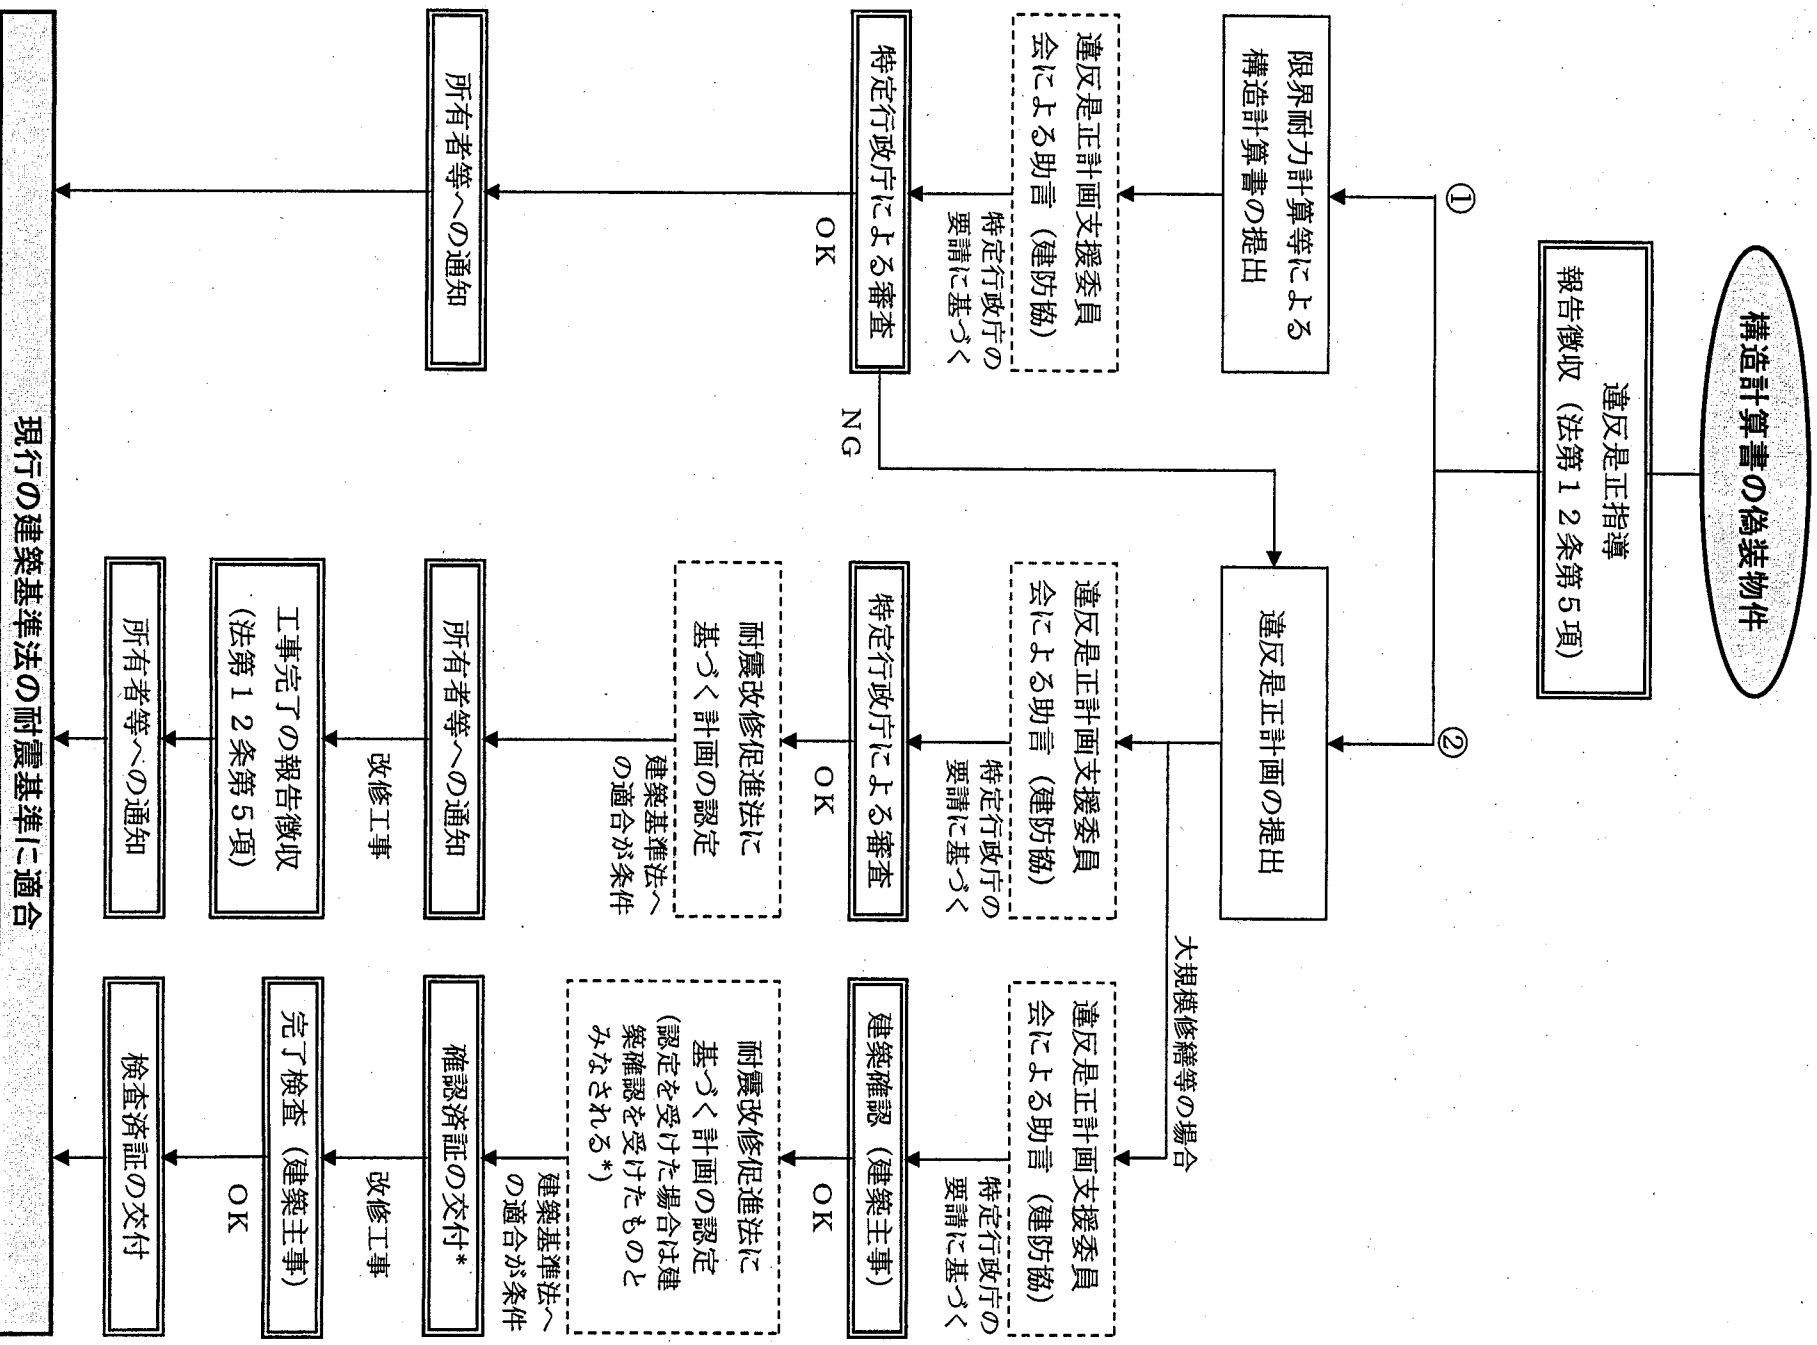 構造計算書の偽装物件
違反是正指導
報告徴収（法第１２条第５項）
①
限界耐力計算等による
構造計算書の提出
違反是正計画支援委員
会による助言（建防協）
特定行政庁の
要請に基づく
特定行政庁による審査
OK
NG
所有者等への通知
②
違反是正計画の提出
違反是正計画支援委員
会による助言（建防協）
特定行政庁の
要請に基づく
特定行政庁による審査
OK
耐震改修促進法に
基づく計画の認定
建築基準法へ
の適合が条件
所有者等への通知
改修工事
工事完了の報告徴収
（法第１２条第５項）
所有者等への通知
大規模修繕等の場合
違反是正計画支援委員
会による助言（建防協）
特定行政庁の
要請に基づく
建築確認（建築主事）
OK
耐震改修促進法に
基づく計画の認定
（認定を受けた場合は建
築確認を受けたものと
みなされる*）
建築基準法へ
の適合が条件
確認済証の交付*
改修工事
完了検査（建築主事）
OK
検査済証の交付
現行の建築基準法の耐震基準に適合